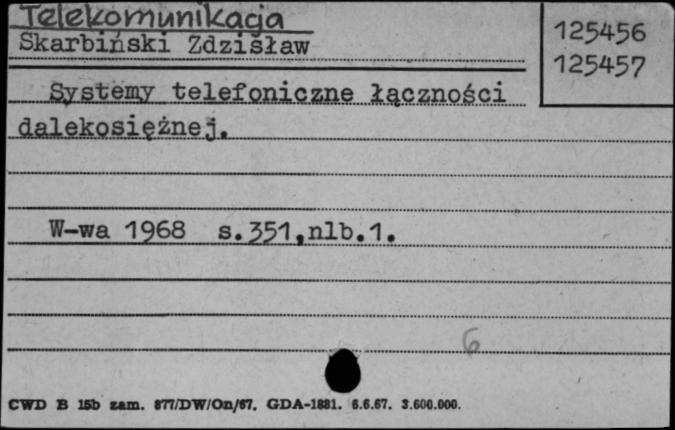 Telekomunikacja
125456
Skarbiński Zdzisław
125457
Systemy telefoniczne łączności
dalekosiężnej.
W-wa 1968 s.351,nlb.1.
6
CWD B 15b zam. 877/DW/On/67. GDA-1881. 6.6.67. 3.600.000.